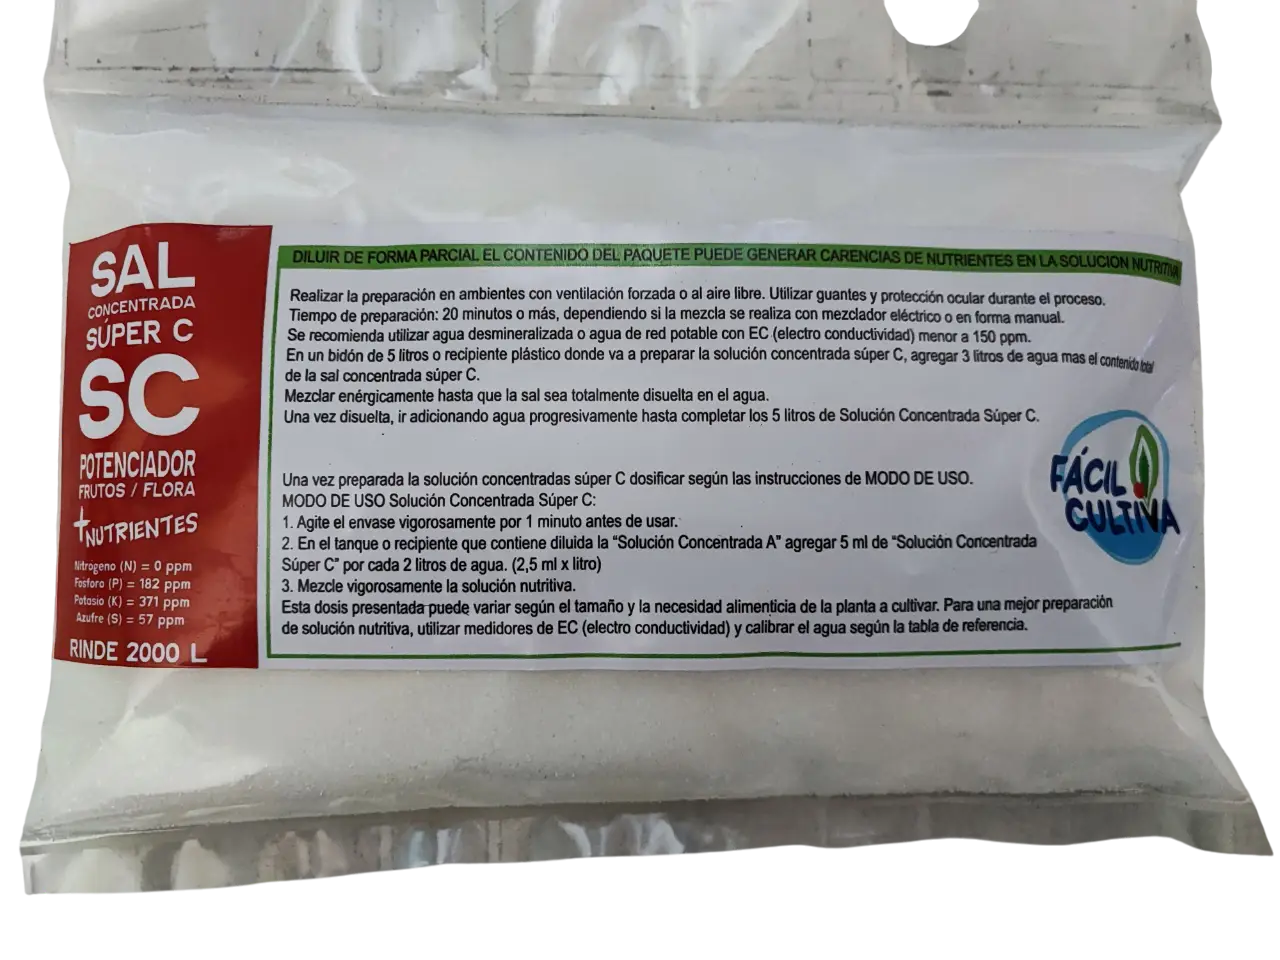 SAL
CONCENTRADA
SÚPER C
SC
POTENCIADOR
FRUTOS / FLORA
+NUTRIENTES
Nitrógeno (N) = 0 ppm
Fósforo (P) = 182 ppm
Potasio (K) = 371 ppm
Azufre (S) = 57 ppm
RINDE 2000 L
DILUIR DE FORMA PARCIAL EL CONTENIDO DEL PAQUETE PUEDE GENERAR CARENCIAS DE NUTRIENTES EN LA SOLUCION NUTRITIVA
Realizar la preparación en ambientes con ventilación forzada o al aire libre. Utilizar guantes y protección ocular durante el proceso.
Tiempo de preparación: 20 minutos o más, dependiendo si la mezcla se realiza con mezclador eléctrico o en forma manual.
Se recomienda utilizar agua desmineralizada o agua de red potable con EC (electro conductividad) menor a 150 ppm.
En un bidón de 5 litros o recipiente plástico donde va a preparar la solución concentrada súper C, agregar 3 litros de agua mas el contenido total
de la sal concentrada súper C.
Mezclar enérgicamente hasta que la sal sea totalmente disuelta en el agua.
Una vez disuelta, ir adicionando agua progresivamente hasta completar los 5 litros de Solución Concentrada Súper C.
Una vez preparada la solución concentradas súper C dosificar según las instrucciones de MODO DE USO.
MODO DE USO Solución Concentrada Súper C:
1. Agite el envase vigorosamente por 1 minuto antes de usar.
2. En el tanque o recipiente que contiene diluida la "Solución Concentrada A" agregar 5 ml de "Solución Concentrada
Súper C" por cada 2 litros de agua. (2,5 ml x litro)
3. Mezcle vigorosamente la solución nutritiva.
Esta dosis presentada puede variar según el tamaño y la necesidad alimenticia de la planta a cultivar. Para una mejor preparación
de solución nutritiva, utilizar medidores de EC (electro conductividad) y calibrar el agua según la tabla de referencia.
FÁCIL
CULTIVA